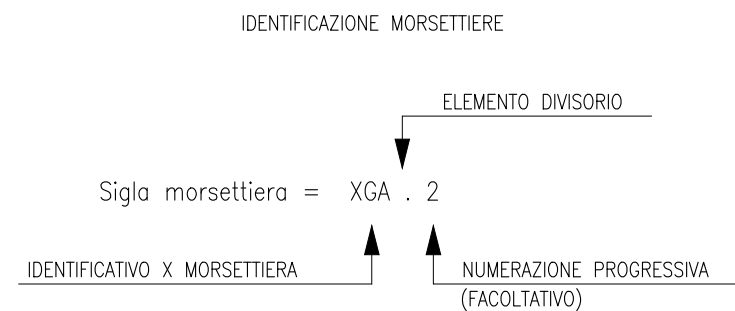 IDENTIFICAZIONE MORSETTIERE
ELEMENTO DIVISORIO
Sigla morsettiera = XGA . 2
IDENTIFICATIVO X MORSETTIERA
NUMERAZIONE PROGRESSIVA
(FACOLTATIVO)